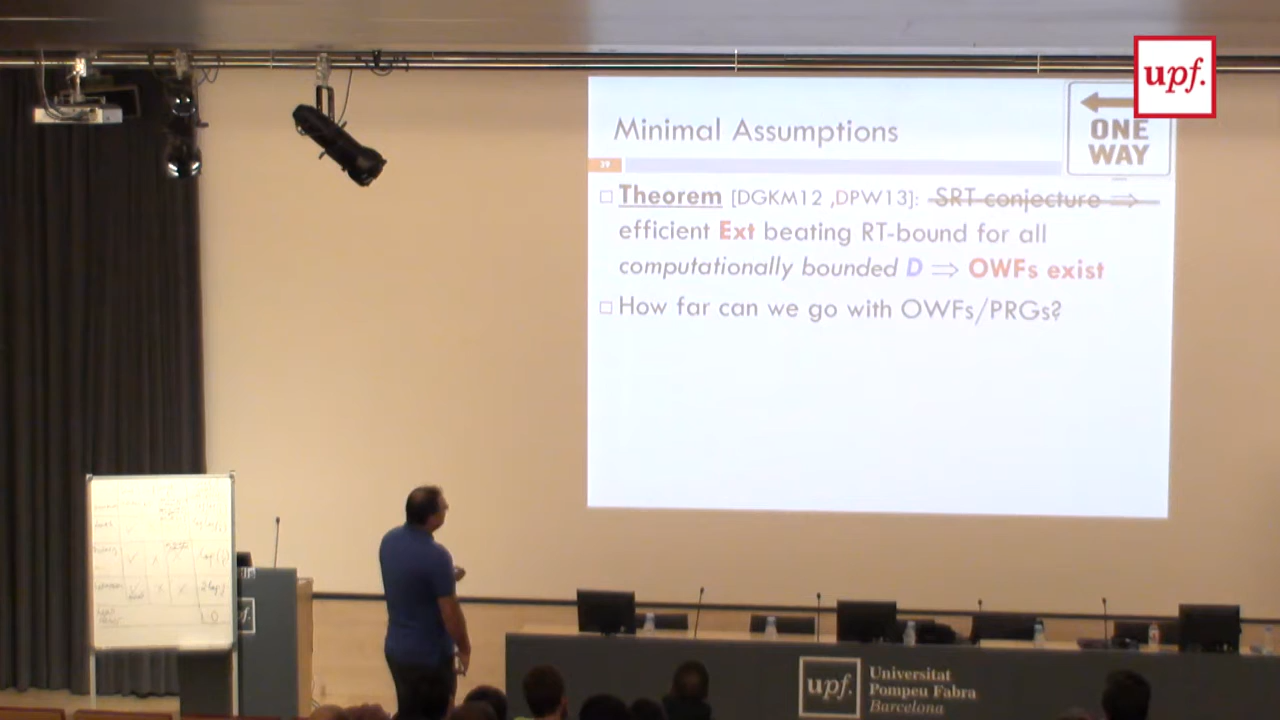 upf.
Minimal Assumptions
ONE
WAY
39
Theorem [DGKM12 ,DPW13]: SRT conjecture ⇒
efficient Ext beating RT-bound for all
computationally bounded D ⇒ OWFs exist
How far can we go with OWFs/PRGs?
upf.
Universitat
Pompeu Fabra
Barcelona